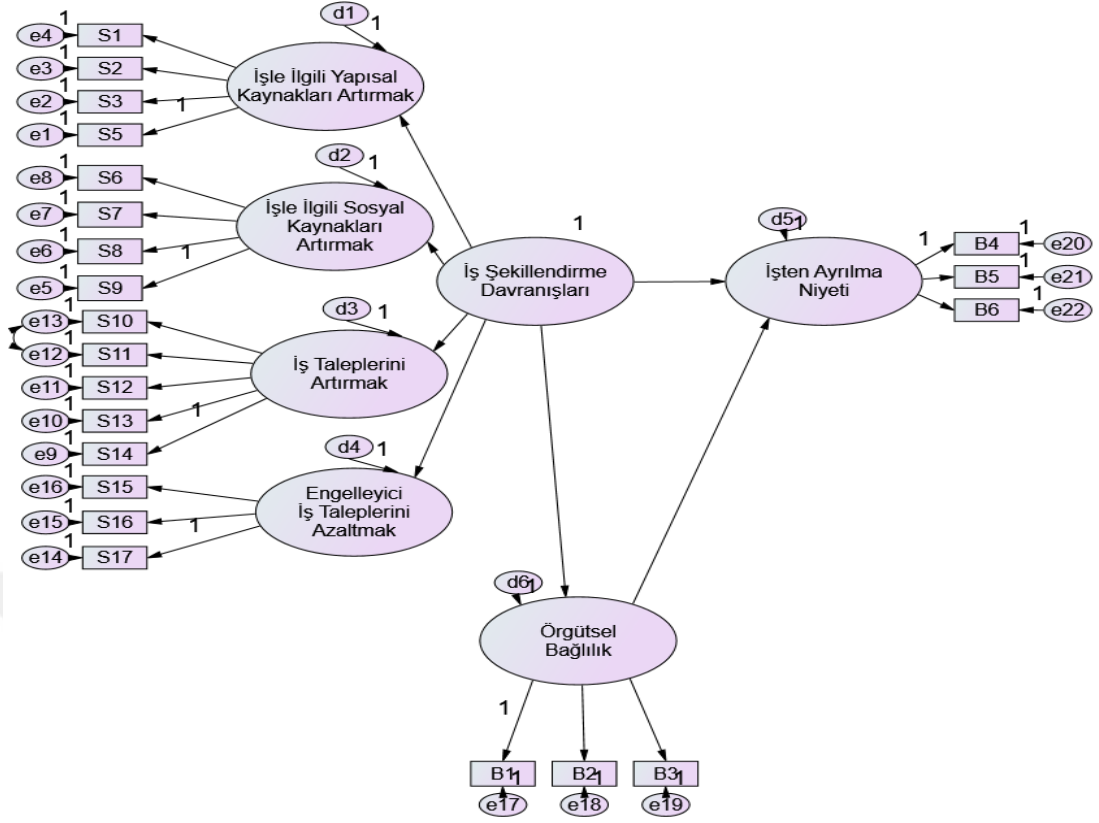 d1
1
e4
1
S1
e3
1
S2
e2
1
S3
1
e1
1
S5
İşle İlgili Yapısal
Kaynakları Artırmak
d2
1
e8
1
S6
e7
1
S7
e6
1
S8
1
e5
1
S9
İşle İlgili Sosyal
Kaynakları
Artırmak
d3
1
e13
1
S10
e12
1
S11
e11
1
S12
e10
1
S13
1
e9
1
S14
İş Taleplerini
Artırmak
d4
1
e16
1
S15
e15
1
S16
1
e14
1
S17
Engelleyici
İş Taleplerini
Azaltmak
1
İş Şekillendirme
Davranışları
d5
1
İşten Ayrılma
Niyeti
1
B4
1
e20
B5
1
e21
B6
1
e22
d6
1
Örgütsel
Bağlılık
1
B1
1
B2
1
B3
1
e17
e18
e19